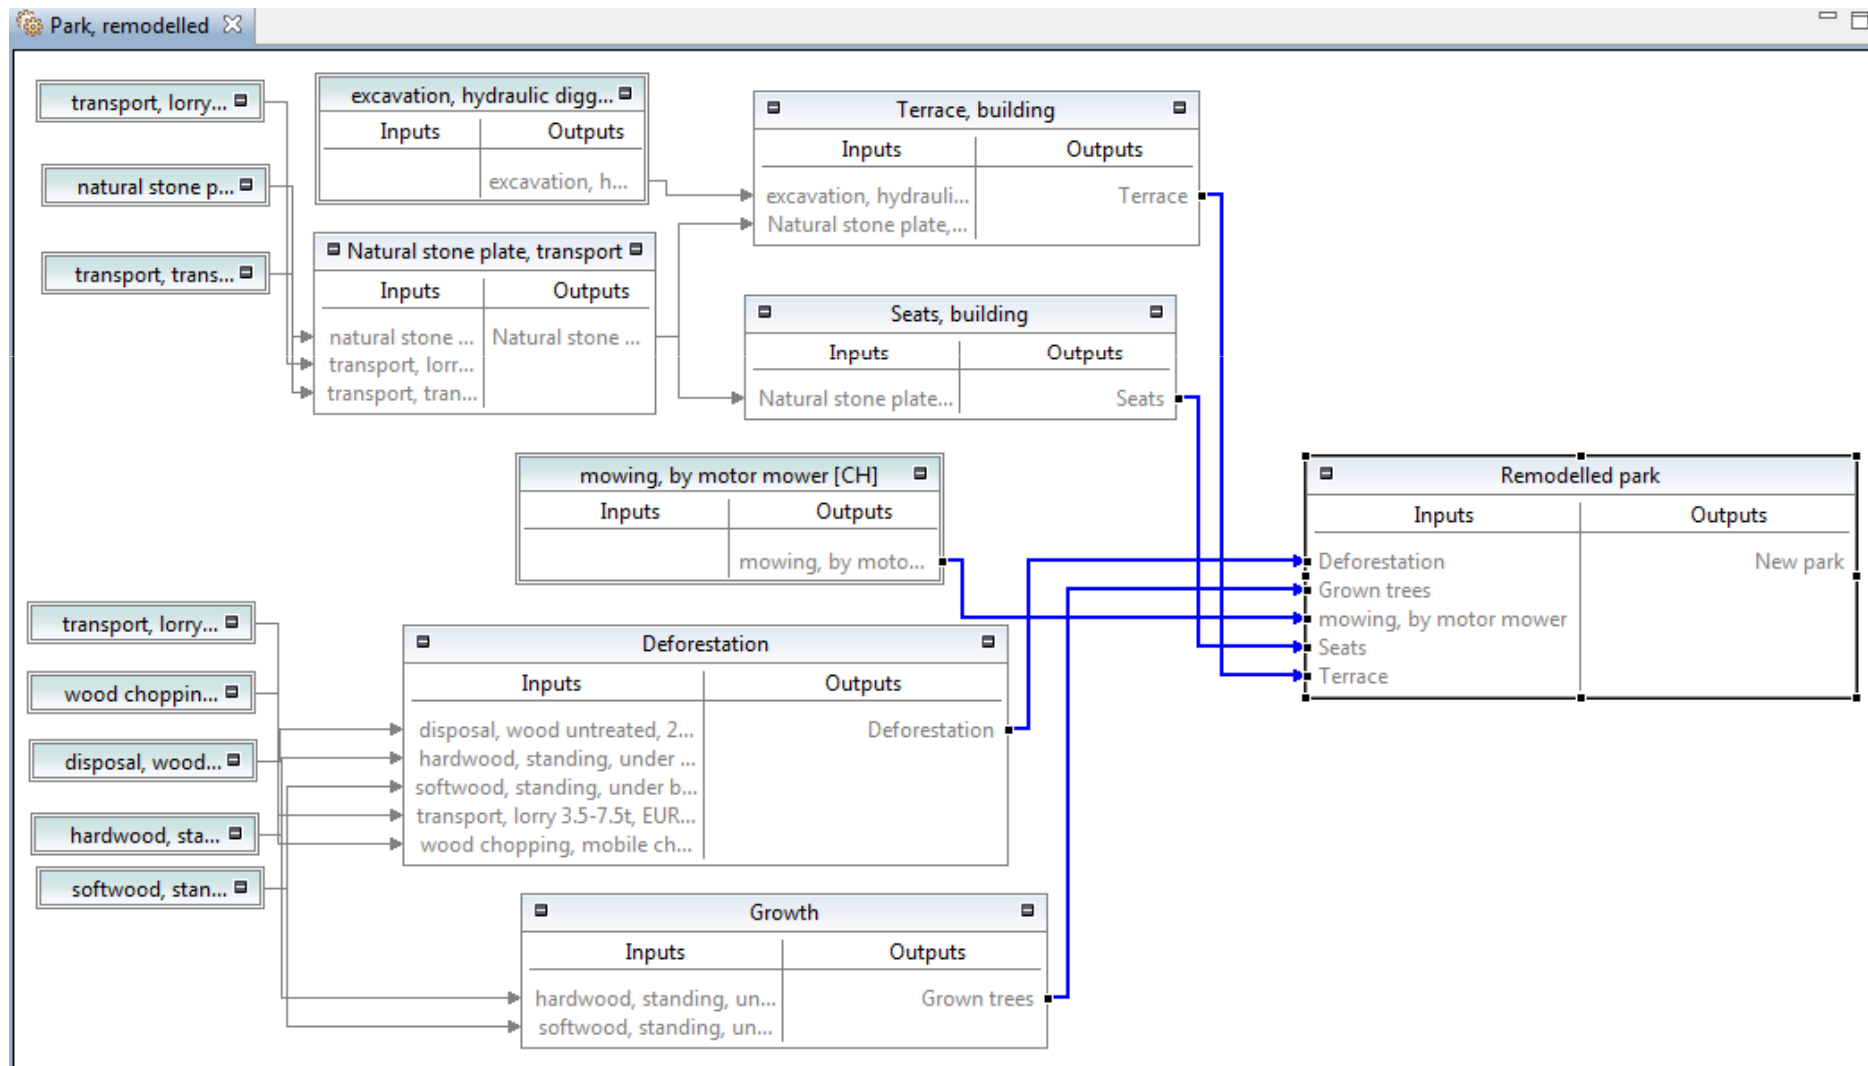 Park, remodelled
transport, lorry...
natural stone p...
transport, trans...
excavation, hydraulic digg...
Inputs Outputs
excavation, h...
Natural stone plate, transport
Inputs Outputs
natural stone ... Natural stone ...
transport, lorr...
transport, tran...
Terrace, building
Inputs Outputs
excavation, hydrauli... Terrace
Natural stone plate,...
Seats, building
Inputs Outputs
Natural stone plate... Seats
mowing, by motor mower [CH]
Inputs Outputs
mowing, by moto...
Remodelled park
Inputs Outputs
Deforestation New park
Grown trees
mowing, by motor mower
Seats
Terrace
transport, lorry...
wood choppin...
disposal, wood...
hardwood, sta...
softwood, stan...
Deforestation
Inputs Outputs
disposal, wood untreated, 2... Deforestation
hardwood, standing, under ...
softwood, standing, under b...
transport, lorry 3.5-7.5t, EUR...
wood chopping, mobile ch...
Growth
Inputs Outputs
hardwood, standing, un... Grown trees
softwood, standing, un...